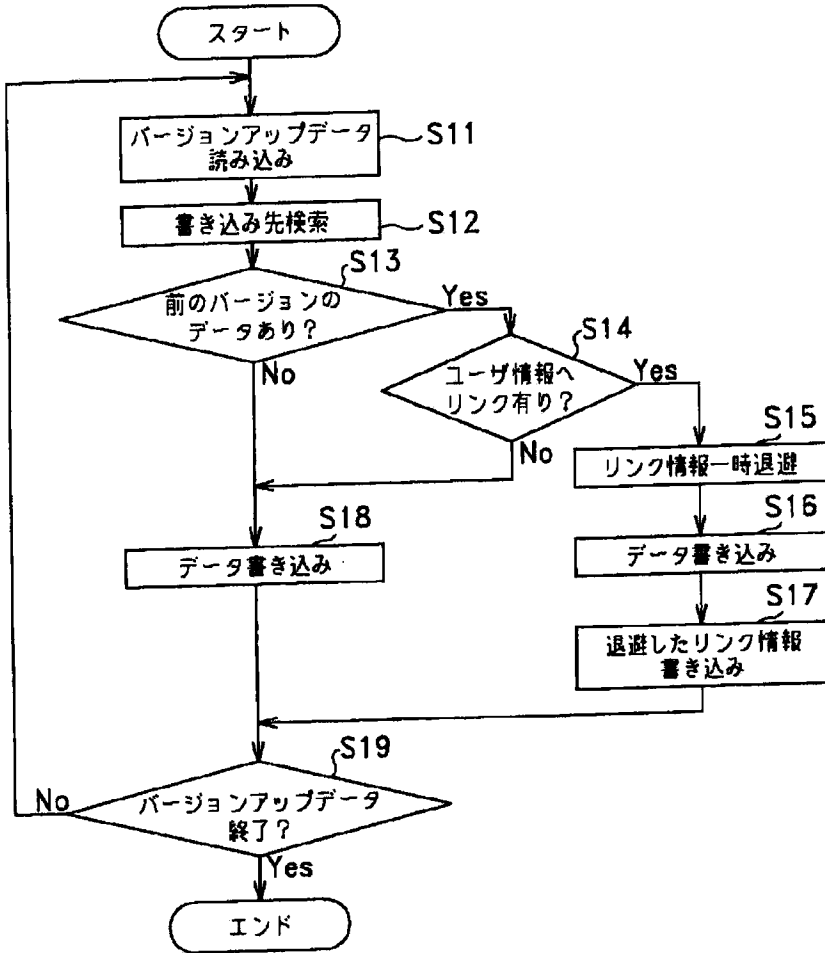 スタート
バージョンアップデータ
読み込み
S11
書き込み先検索
S12
S13
前のバージョンの
データあり?
Yes
No
S14
ユーザ情報へ
リンク有り?
Yes
No
S15
リンク情報一時退避
S16
データ書き込み
S17
退避したリンク情報
書き込み
S18
データ書き込み
S19
バージョンアップデータ
終了?
No
Yes
エンド